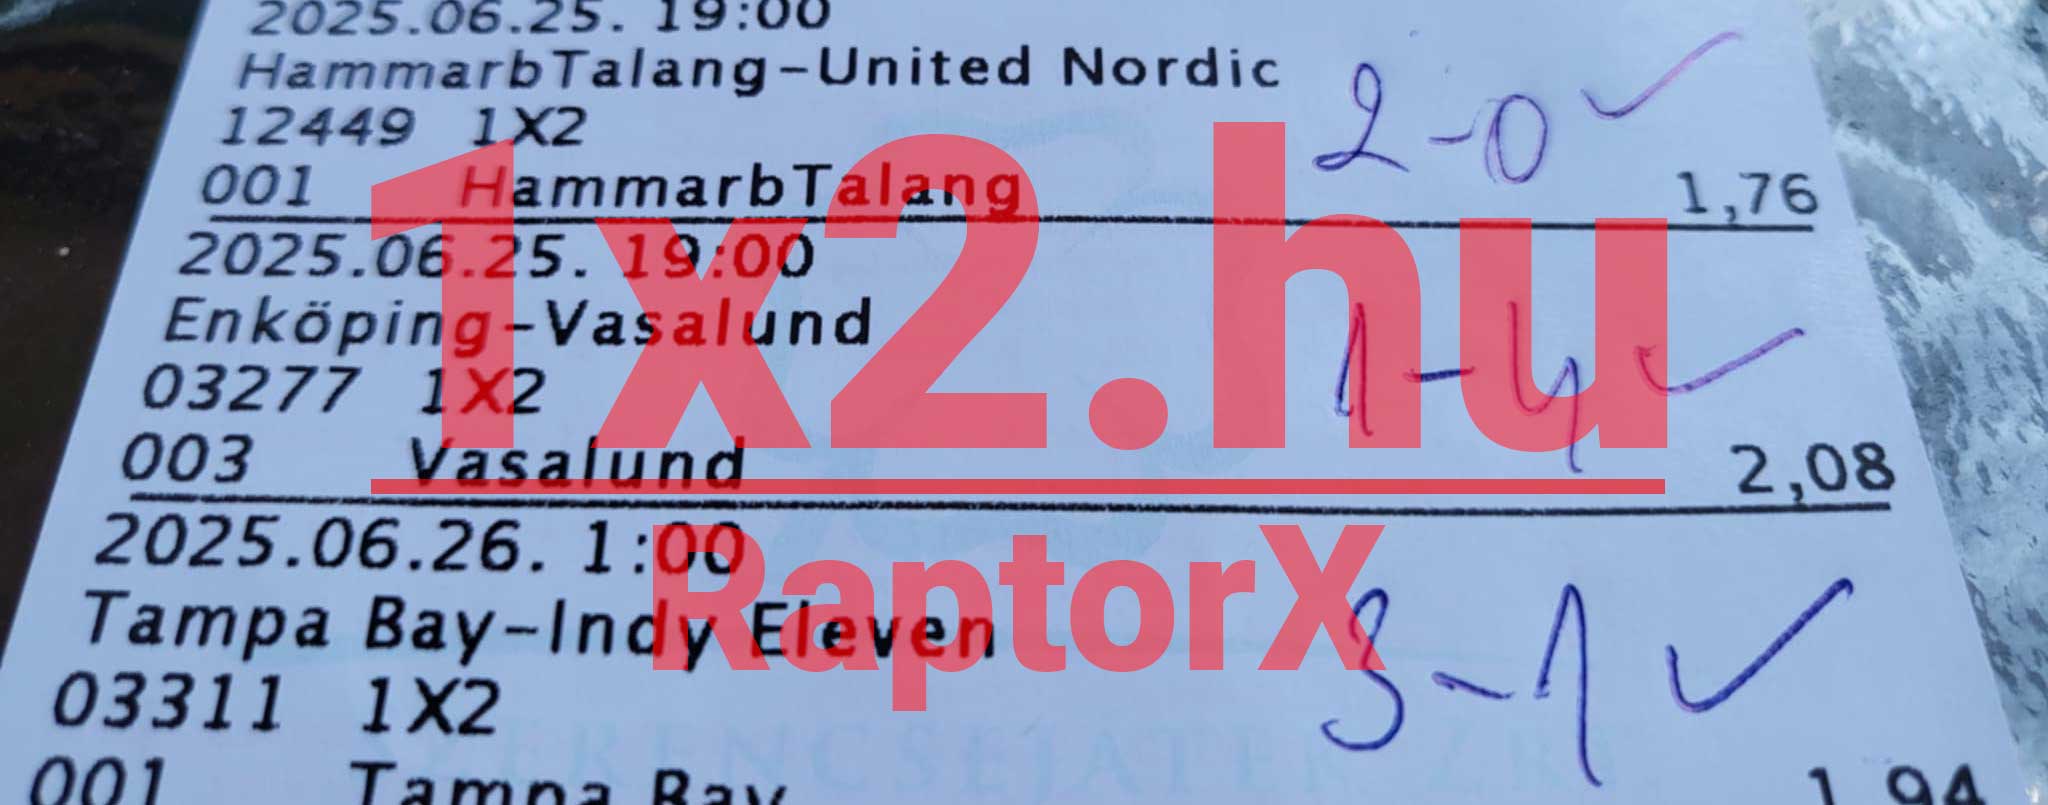 2025.06.25. 19:00
HammarbTalang-United Nordic
2-0 ✓
12449 1X2
001 HammarbTalang 1,76
2025.06.25. 19:00
Enköping-Vasalund
1-4 ✓
03277 1X2
003 Vasalund 2,08
2025.06.26. 1:00
Tampa Bay-Indy Eleven
3-1 ✓
03311 1X2
001 Tampa Bay 1,94
1x2.hu
RaptorX
SZERENCSEJÁTÉK ZRT.